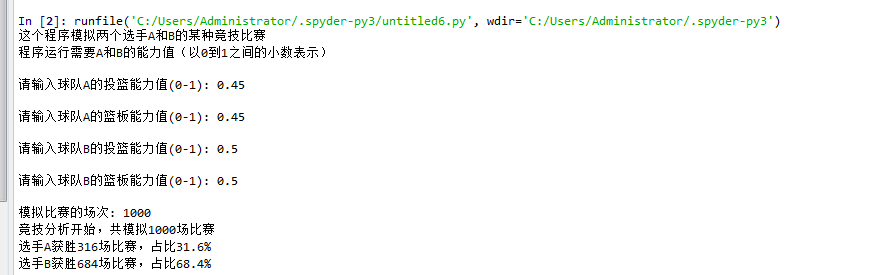 In [2]: runfile('C:/Users/Administrator/.spyder-py3/untitled6.py', wdir='C:/Users/Administrator/.spyder-py3')
这个程序模拟两个选手A和B的某种竞技比赛
程序运行需要A和B的能力值（以0到1之间的小数表示）
请输入球队A的投篮能力值(0-1): 0.45
请输入球队A的篮板能力值(0-1): 0.45
请输入球队B的投篮能力值(0-1): 0.5
请输入球队B的篮板能力值(0-1): 0.5
模拟比赛的场次: 1000
竞技分析开始，共模拟1000场比赛
选手A获胜316场比赛，占比31.6%
选手B获胜684场比赛，占比68.4%